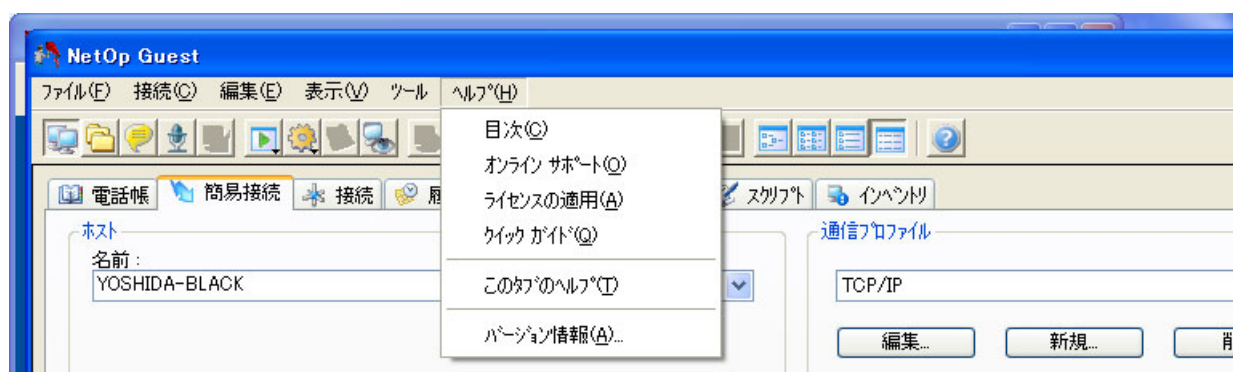 NetOp Guest
ファイル(F) 接続(C) 編集(E) 表示(V) ツール ヘルプ(H)
目次(C)
オンライン サポート(O)
ライセンスの適用(A)
クイック ガイド(Q)
このタブのヘルプ(T)
バージョン情報(A)...
電話帳 簡易接続 接続 履 スクリプト インベントリ
ホスト
名前 :
YOSHIDA-BLACK
通信プロファイル
TCP/IP
編集... 新規... 削